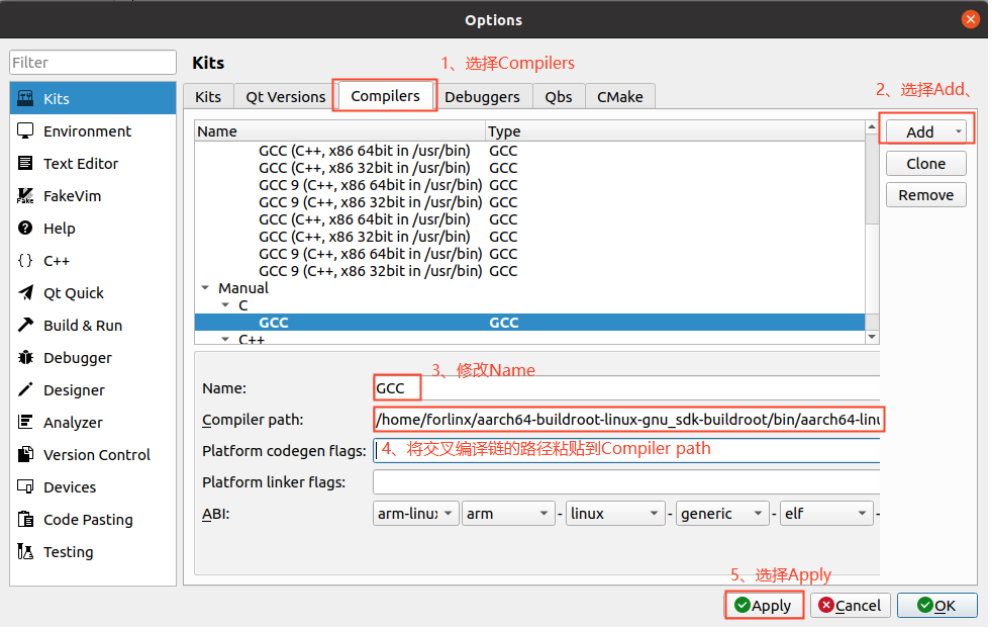 Options
Filter
Kits
Environment
Text Editor
FakeVim
Help
{} C++
Qt Quick
Build & Run
Debugger
Designer
Analyzer
Version Control
Devices
Code Pasting
Testing
Kits
1、选择Compilers
Kits Qt Versions Compilers Debuggers Qbs CMake
2、选择Add、
Name Type
GCC (C++, x86 64bit in /usr/bin) GCC
GCC (C++, x86 32bit in /usr/bin) GCC
GCC 9 (C++, x86 64bit in /usr/bin) GCC
GCC 9 (C++, x86 32bit in /usr/bin) GCC
GCC (C++, x86 64bit in /usr/bin) GCC
GCC (C++, x86 32bit in /usr/bin) GCC
GCC 9 (C++, x86 64bit in /usr/bin) GCC
GCC 9 (C++, x86 32bit in /usr/bin) GCC
Manual
C
GCC GCC
C++
Add
Clone
Remove
3、修改Name
Name: GCC
Compiler path: /home/forlinx/aarch64-buildroot-linux-gnu_sdk-buildroot/bin/aarch64-linu
Platform codegen flags: 4、将交叉编译链的路径粘贴到Compiler path
Platform linker flags:
ABI: arm-linux arm - linux - generic - elf -
5、选择Apply
Apply Cancel OK